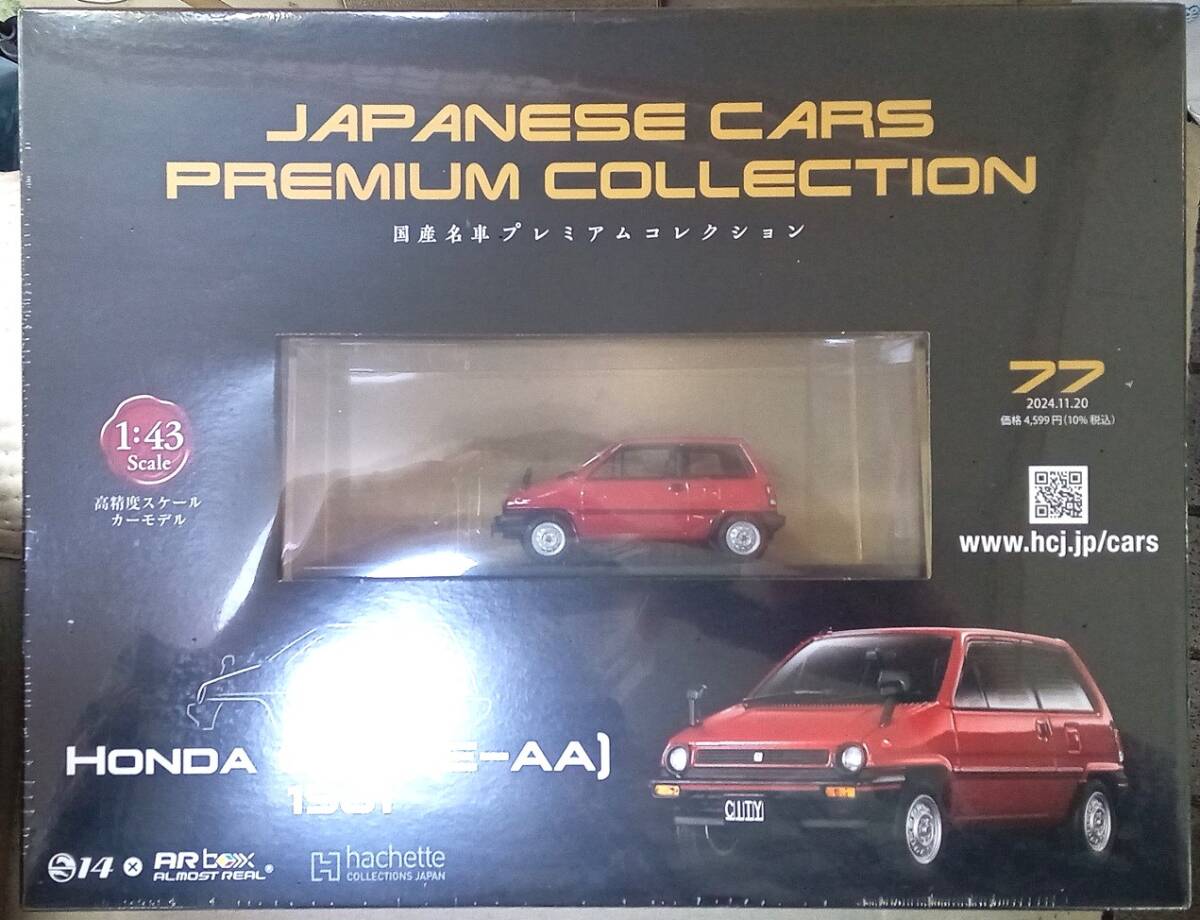 JAPANESE CARS
PREMIUM COLLECTION
国産名車プレミアムコレクション
1:43
Scale
高精度スケール
カーモデル
77
2024.11.20
価格 4,599円(10%税込)
www.hcj.jp/cars
HONDA E-AA)
CITY
14 × AR box
ALMOST REAL®
hachette
COLLECTIONS JAPAN